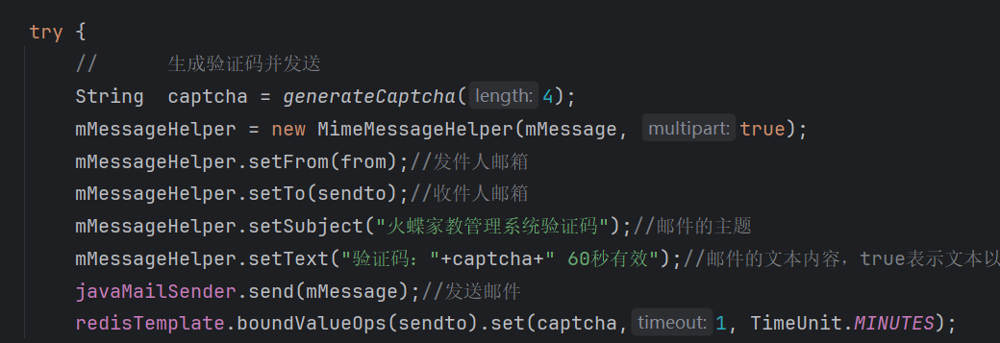 try {
//      生成验证码并发送
String  captcha = generateCaptcha( length: 4);
mMessageHelper = new MimeMessageHelper(mMessage, multipart: true);
mMessageHelper.setFrom(from);//发件人邮箱
mMessageHelper.setTo(sendto);//收件人邮箱
mMessageHelper.setSubject("火蝶家教管理系统验证码");//邮件的主题
mMessageHelper.setText("验证码："+captcha+" 60秒有效");//邮件的文本内容，true表示文本以
javaMailSender.send(mMessage);//发送邮件
redisTemplate.boundValueOps(sendto).set(captcha, timeout: 1, TimeUnit.MINUTES);